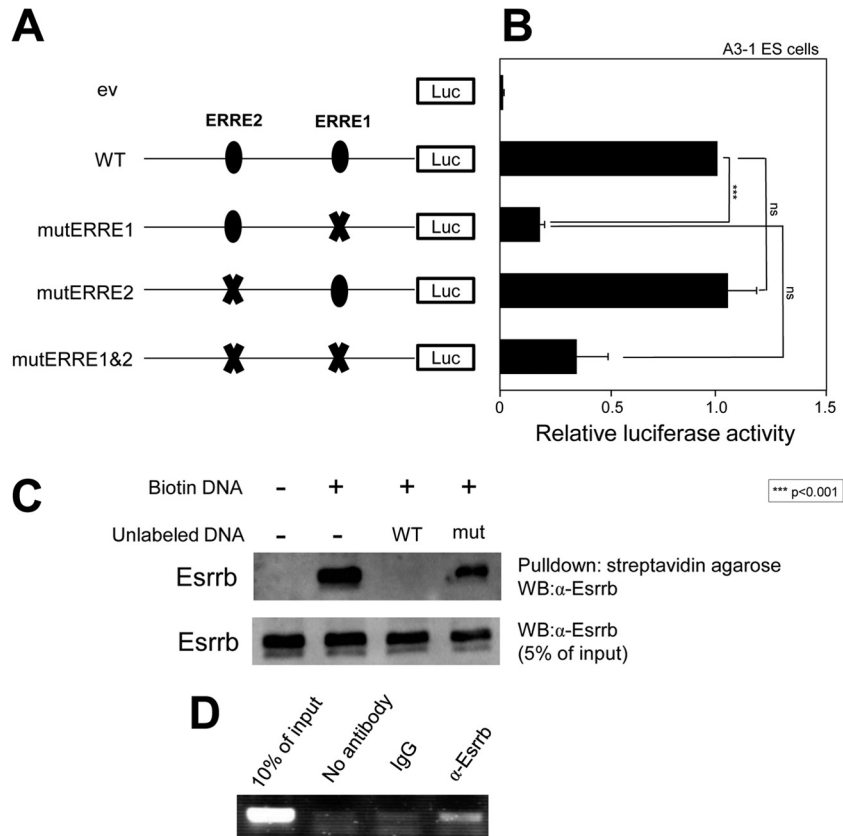 A
B
A3-1 ES cells
ev
Luc
ERRE2
ERRE1
WT
Luc
mutERRE1
Luc
mutERRE2
Luc
mutERRE1&2
Luc
***
ns
ns
0
0.5
1.0
1.5
Relative luciferase activity
*** p<0.001
C
Biotin DNA - + + +
Unlabeled DNA - - WT mut
Esrrb
Pulldown: streptavidin agarose
WB:α-Esrrb
Esrrb
WB:α-Esrrb
(5% of input)
D
10% of input
No antibody
IgG
α-Esrrb